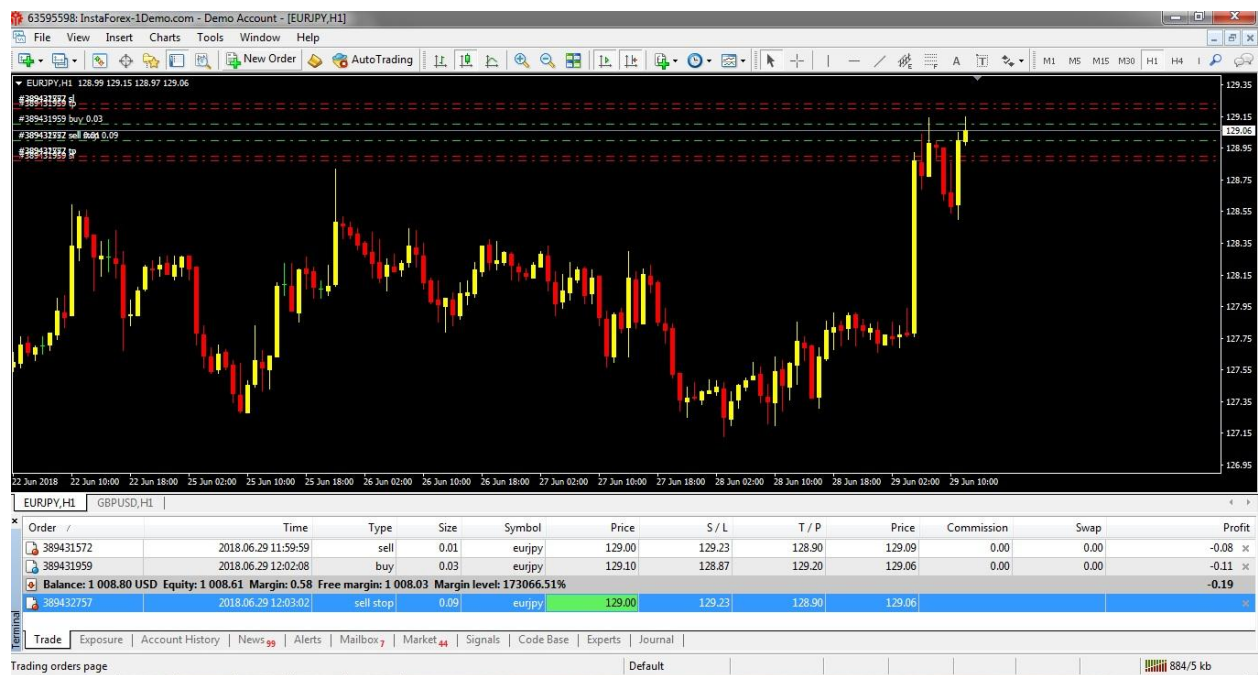 63595598: InstaForex-1Demo.com - Demo Account - [EURJPY,H1]
File View Insert Charts Tools Window Help
New Order AutoTrading A T M1 M5 M15 M30 H1 H4
EURJPY,H1 128.99 129.15 128.97 129.06
#389431959 buy 0.03
129.35
129.15
129.06
128.95
128.75
128.55
128.35
128.15
127.95
127.75
127.55
127.35
127.15
126.95
22 Jun 2018 22 Jun 10:00 22 Jun 18:00 25 Jun 02:00 25 Jun 10:00 25 Jun 18:00 26 Jun 02:00 26 Jun 10:00 26 Jun 18:00 27 Jun 02:00 27 Jun 10:00 27 Jun 18:00 28 Jun 02:00 28 Jun 10:00 28 Jun 18:00 29 Jun 02:00 29 Jun 10:00
EURJPY,H1 GBPUSD,H1
Order / Time Type Size Symbol Price S / L T / P Price Commission Swap Profit
389431572 2018.06.29 11:59:59 sell 0.01 eurjpy 129.00 129.23 128.90 129.09 0.00 0.00 -0.08
389431959 2018.06.29 12:02:08 buy 0.03 eurjpy 129.10 128.87 129.20 129.06 0.00 0.00 -0.11
Balance: 1 008.80 USD Equity: 1 008.61 Margin: 0.58 Free margin: 1 008.03 Margin level: 173066.51% -0.19
389432757 2018.06.29 12:03:02 sell stop 0.09 eurjpy 129.00 129.23 128.90 129.06
Terminal
Trade Exposure Account History News 99 Alerts Mailbox 7 Market 44 Signals Code Base Experts Journal
Trading orders page Default 884/5 kb